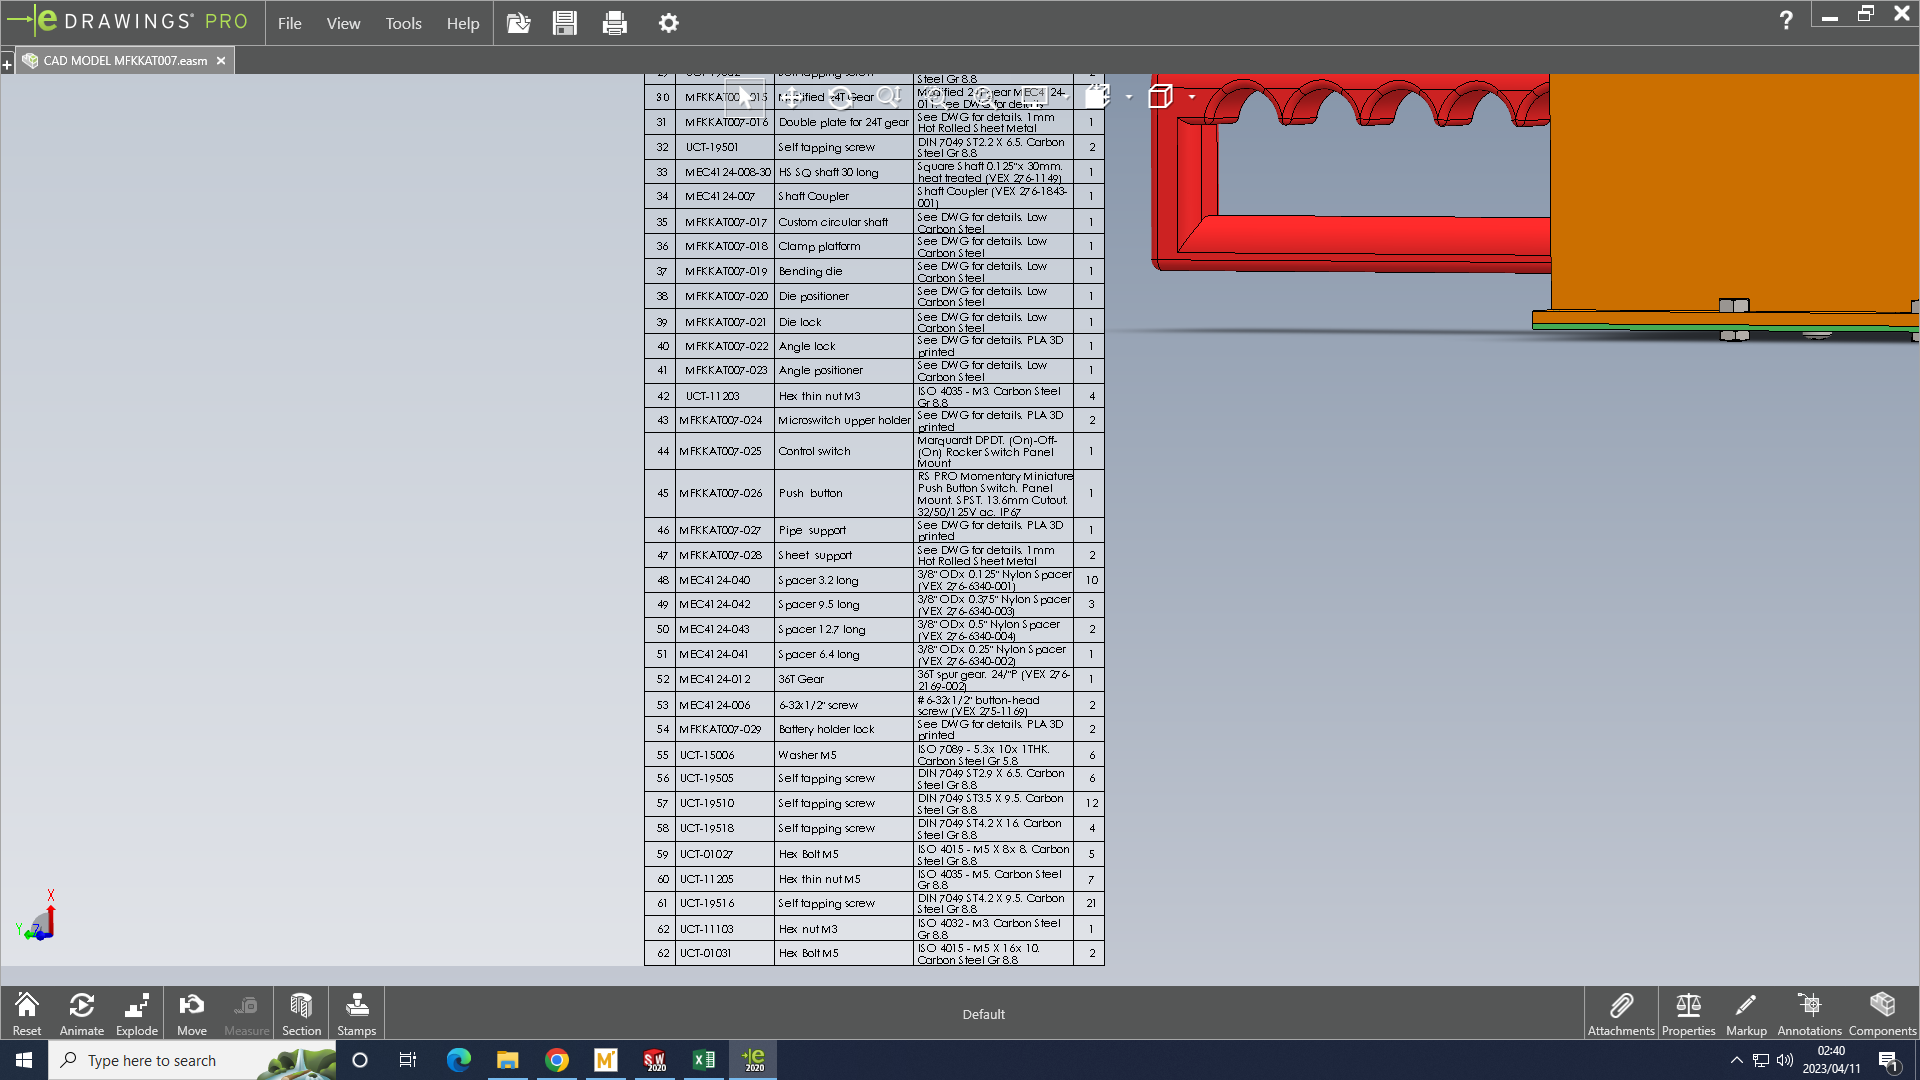 eDRAWINGS® PRO File View Tools Help ?
+ CAD MODEL MFKKAT007.easm ×
Steel Gr 8.8
30 MFKKAT007-015 Modified 24T Gear
31 MFKKAT007-016 Double plate for 24T gear See DWG for details. 1mm Hot Rolled Sheet Metal 1
32 UCT-19501 Self tapping screw DIN 7049 ST2.2 X 6.5. Carbon Steel Gr 8.8 2
33 MEC4124-008-30 HS SQ shaft 30 long Square Shaft 0.125"x 30mm. heat treated (VEX 276-1149) 1
34 MEC4124-007 Shaft Coupler Shaft Coupler (VEX 276-1843-001) 1
35 MFKKAT007-017 Custom circular shaft See DWG for details. Low Carbon Steel 1
36 MFKKAT007-018 Clamp platform See DWG for details. Low Carbon Steel 1
37 MFKKAT007-019 Bending die See DWG for details. Low Carbon Steel 1
38 MFKKAT007-020 Die positioner See DWG for details. Low Carbon Steel 1
39 MFKKAT007-021 Die lock See DWG for details. Low Carbon Steel 1
40 MFKKAT007-022 Angle lock See DWG for details. PLA 3D printed 1
41 MFKKAT007-023 Angle positioner See DWG for details. Low Carbon Steel 1
42 UCT-11203 Hex thin nut M3 ISO 4035 - M3. Carbon Steel Gr 8.8 4
43 MFKKAT007-024 Microswitch upper holder See DWG for details. PLA 3D printed 2
44 MFKKAT007-025 Control switch Marquardt DPDT. (On)-Off-(On) Rocker Switch Panel Mount 1
45 MFKKAT007-026 Push button RS PRO Momentary Miniature Push Button Switch. Panel Mount. SPST. 13.6mm Cutout. 32/50/125V ac. IP67 1
46 MFKKAT007-027 Pipe support See DWG for details. PLA 3D printed 1
47 MFKKAT007-028 Sheet support See DWG for details. 1mm Hot Rolled Sheet Metal 2
48 MEC4124-040 Spacer 3.2 long 3/8" ODx 0.125" Nylon Spacer (VEX 276-6340-001) 10
49 MEC4124-042 Spacer 9.5 long 3/8" ODx 0.375" Nylon Spacer (VEX 276-6340-003) 3
50 MEC4124-043 Spacer 12.7 long 3/8" ODx 0.5" Nylon Spacer (VEX 276-6340-004) 2
51 MEC4124-041 Spacer 6.4 long 3/8" ODx 0.25" Nylon Spacer (VEX 276-6340-002) 1
52 MEC4124-012 36T Gear 36T spur gear. 24/"P (VEX 276-2169-002) 1
53 MEC4124-006 6-32x1/2" screw #6-32x1/2" button-head screw (VEX 275-1169) 2
54 MFKKAT007-029 Battery holder lock See DWG for details. PLA 3D printed 2
55 UCT-15006 Washer M5 ISO 7089 - 5.3x 10x 1THK. Carbon Steel Gr 5.8 6
56 UCT-19505 Self tapping screw DIN 7049 ST2.9 X 6.5. Carbon Steel Gr 8.8 6
57 UCT-19510 Self tapping screw DIN 7049 ST3.5 X 9.5. Carbon Steel Gr 8.8 12
58 UCT-19518 Self tapping screw DIN 7049 ST4.2 X 16. Carbon Steel Gr 8.8 4
59 UCT-01027 Hex Bolt M5 ISO 4015 - M5 X 8x 8. Carbon Steel Gr 8.8 5
60 UCT-11205 Hex thin nut M5 ISO 4035 - M5. Carbon Steel Gr 8.8 7
61 UCT-19516 Self tapping screw DIN 7049 ST4.2 X 9.5. Carbon Steel Gr 8.8 21
62 UCT-11103 Hex nut M3 ISO 4032 - M3. Carbon Steel Gr 8.8 1
62 UCT-01031 Hex Bolt M5 ISO 4015 - M5 X 16x 10. Carbon Steel Gr 8.8 2
X
Y Z
Reset Animate Explode Move Measure Section Stamps Default Attachments Properties Markup Annotations Components
Type here to search
02:40
2023/04/11
1